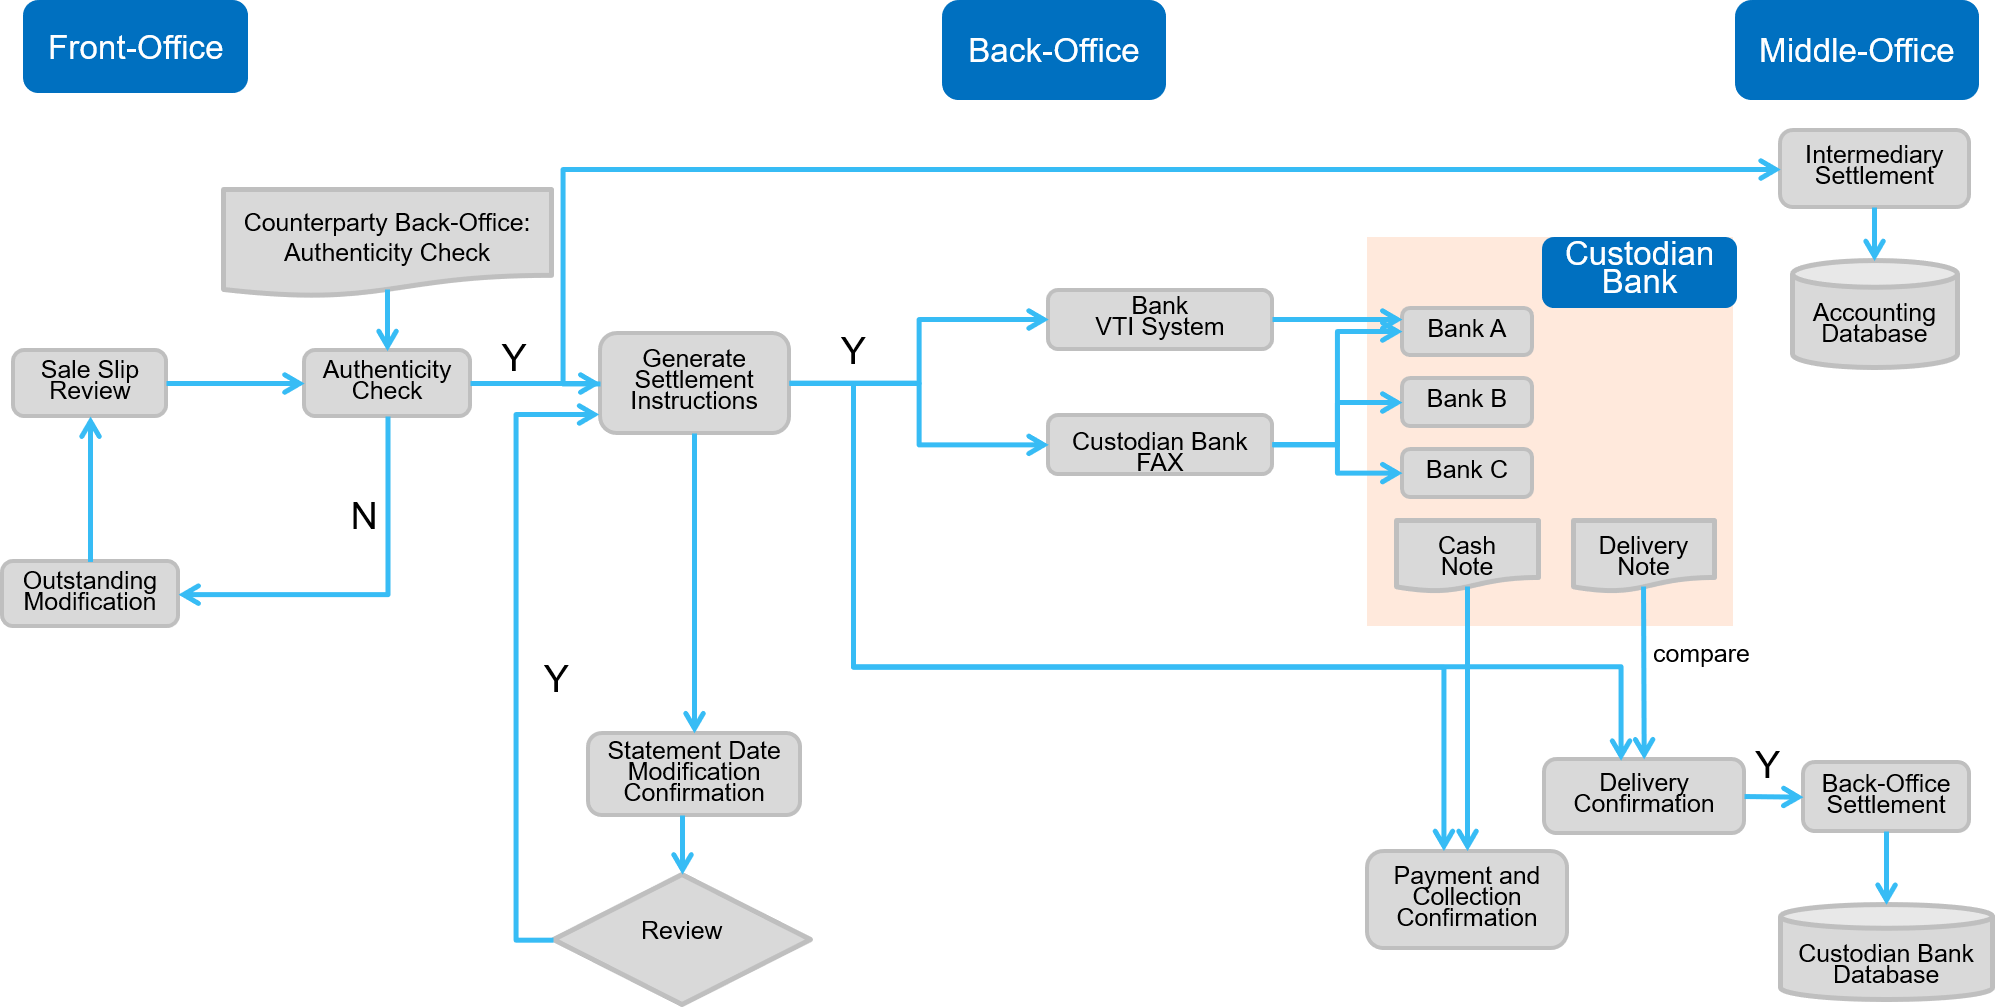 Front-Office
Back-Office
Middle-Office
Intermediary
Settlement
Counterparty Back-Office:
Authenticity Check
Custodian
Bank
Bank
VTI System
Bank A
Accounting
Database
Sale Slip
Review
Authenticity
Check
Y
Generate
Settlement
Instructions
Y
Bank B
Custodian Bank
FAX
Bank C
N
Cash
Note
Delivery
Note
Outstanding
Modification
compare
Y
Statement Date
Modification
Confirmation
Delivery
Confirmation
Y
Back-Office
Settlement
Payment and
Collection
Confirmation
Review
Custodian Bank
Database